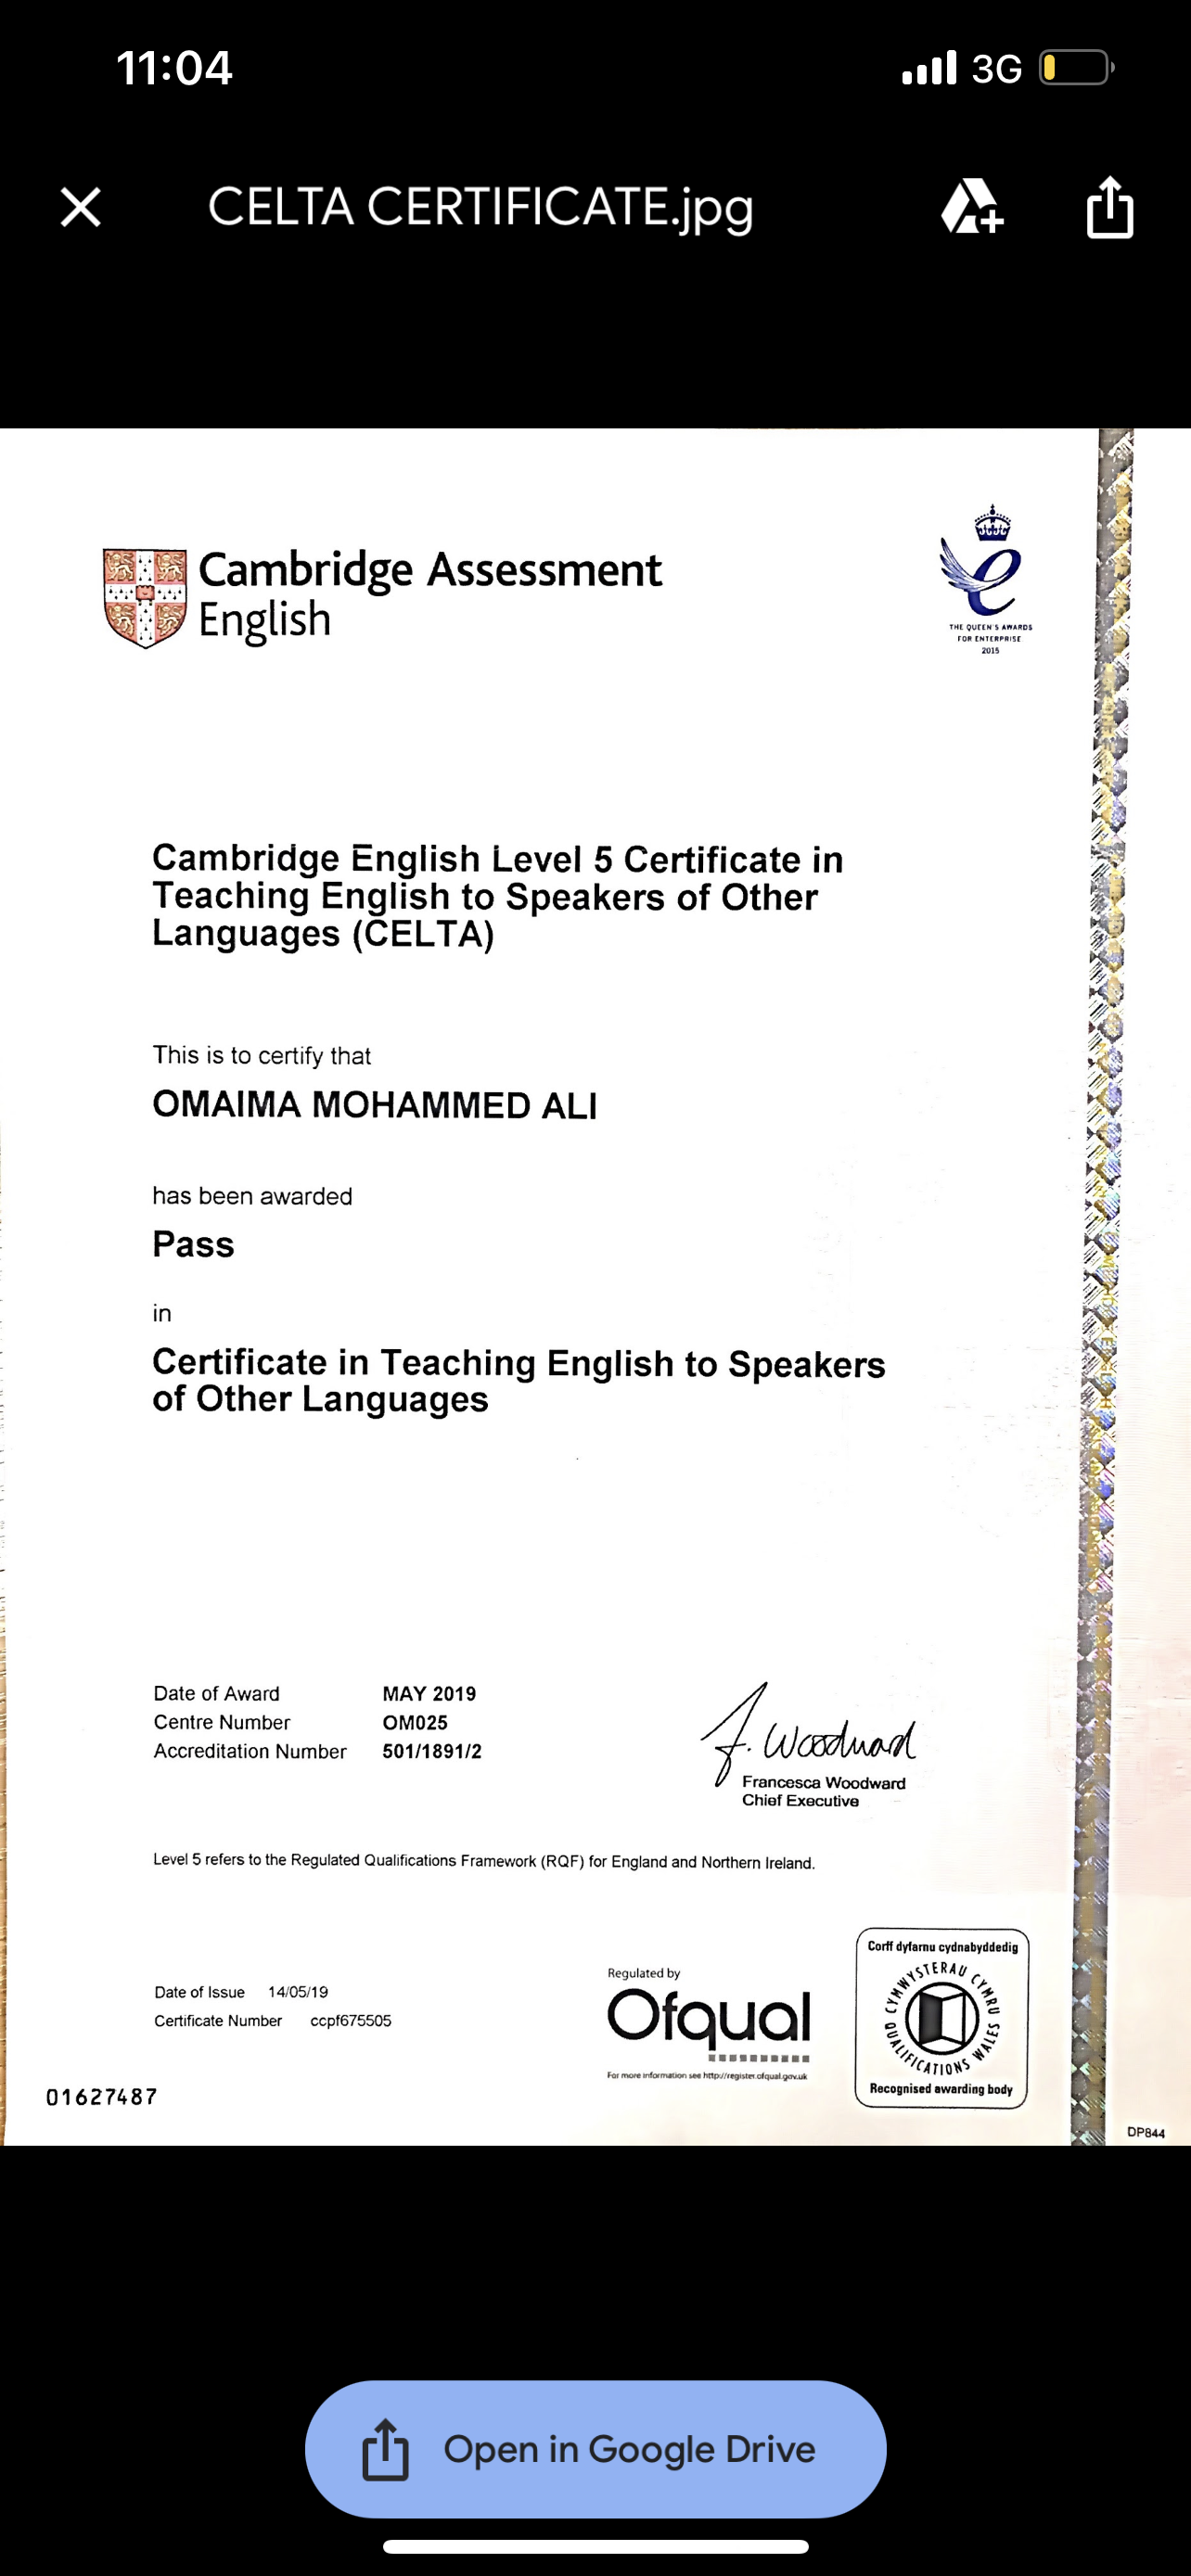 11:04
3G
CELTA CERTIFICATE.jpg
Cambridge Assessment
English
THE QUEEN'S AWARDS
FOR ENTERPRISE
2015
Cambridge English Level 5 Certificate in
Teaching English to Speakers of Other
Languages (CELTA)
This is to certify that
OMAIMA MOHAMMED ALI
has been awarded
Pass
in
Certificate in Teaching English to Speakers
of Other Languages
Date of Award MAY 2019
Centre Number OM025
Accreditation Number 501/1891/2
F. Woodward
Francesca Woodward
Chief Executive
Level 5 refers to the Regulated Qualifications Framework (RQF) for England and Northern Ireland.
Date of Issue 14/05/19
Certificate Number ccpf675505
Regulated by
Ofqual
For more information see http://register.ofqual.gov.uk
Corff dyfarnu cydnabyddedig
CYMWYSTERAU CYMRU
QUALIFICATIONS WALES
Recognised awarding body
01627487
DP844
Open in Google Drive